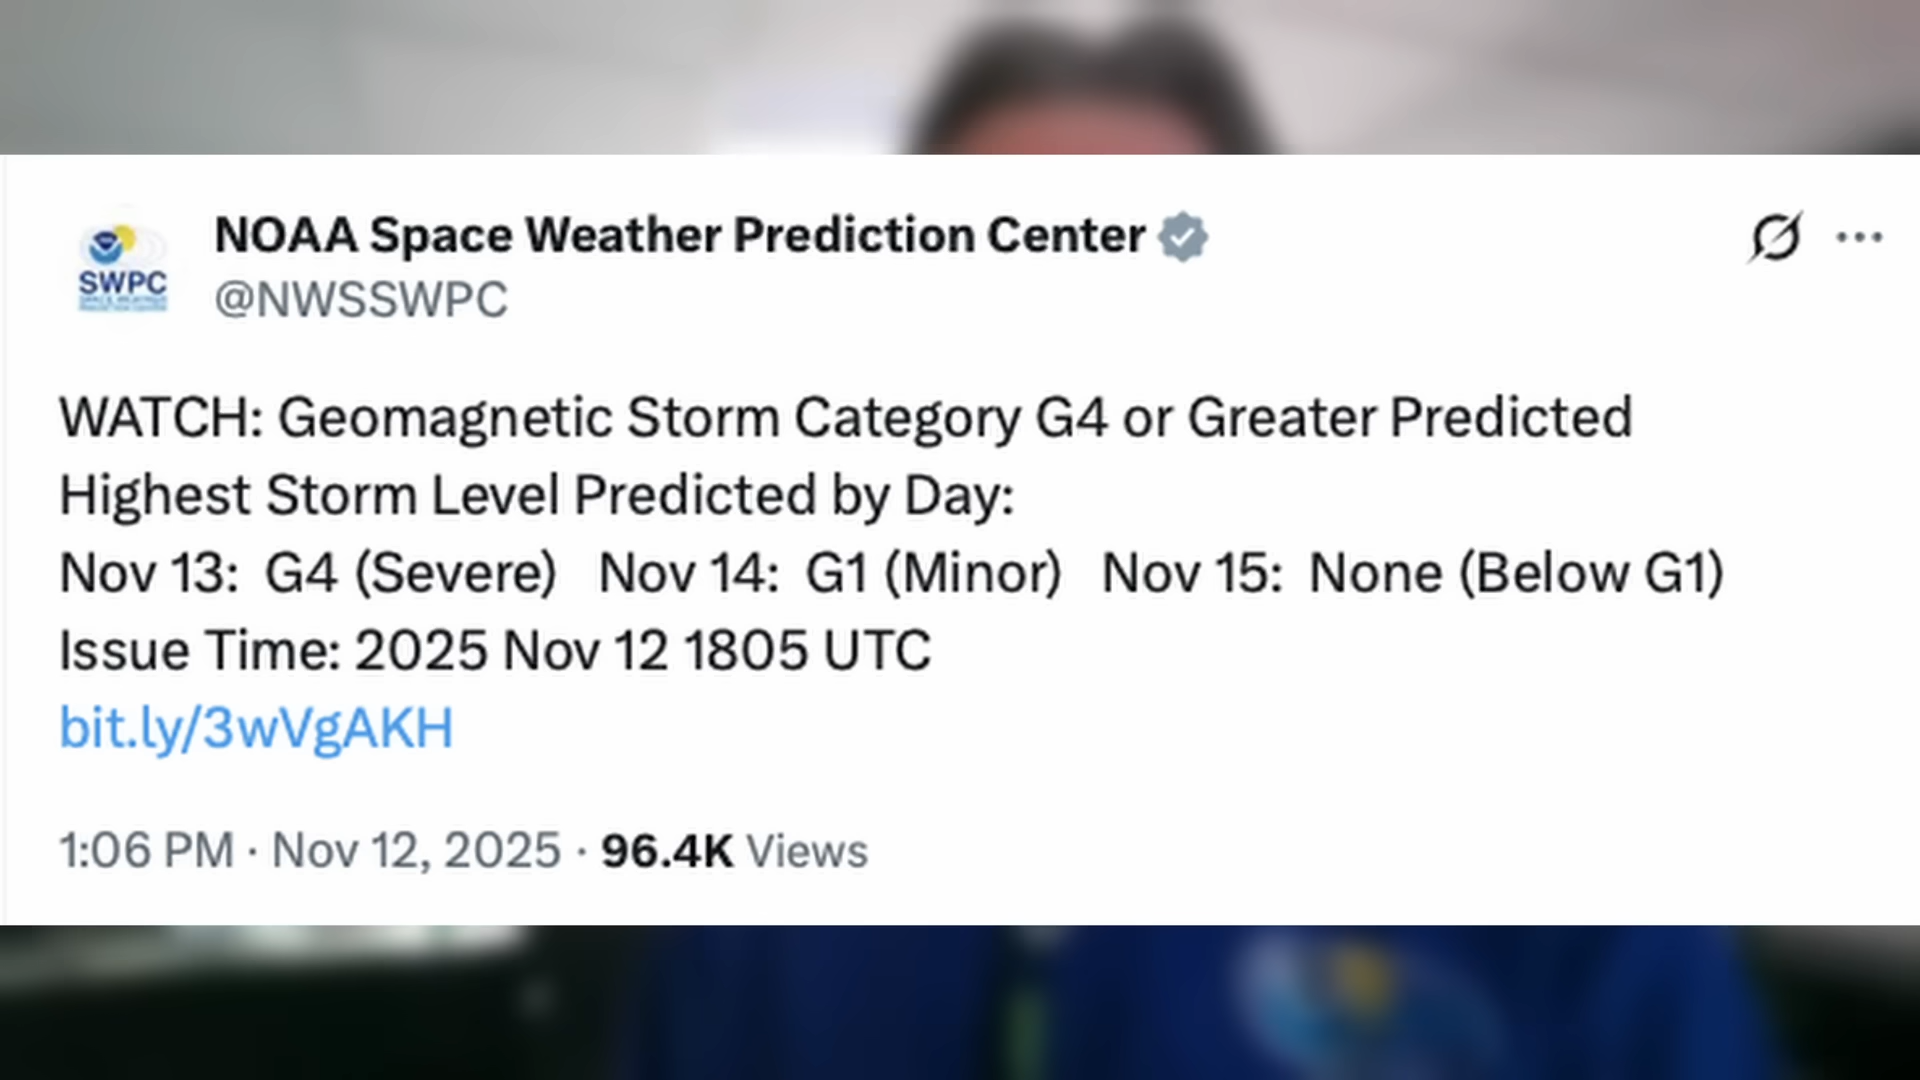 SWPC
NOAA Space Weather Prediction Center
@NWSSWPC
WATCH: Geomagnetic Storm Category G4 or Greater Predicted
Highest Storm Level Predicted by Day:
Nov 13: G4 (Severe) Nov 14: G1 (Minor) Nov 15: None (Below G1)
Issue Time: 2025 Nov 12 1805 UTC
bit.ly/3wVgAKH
1:06 PM · Nov 12, 2025 · 96.4K Views